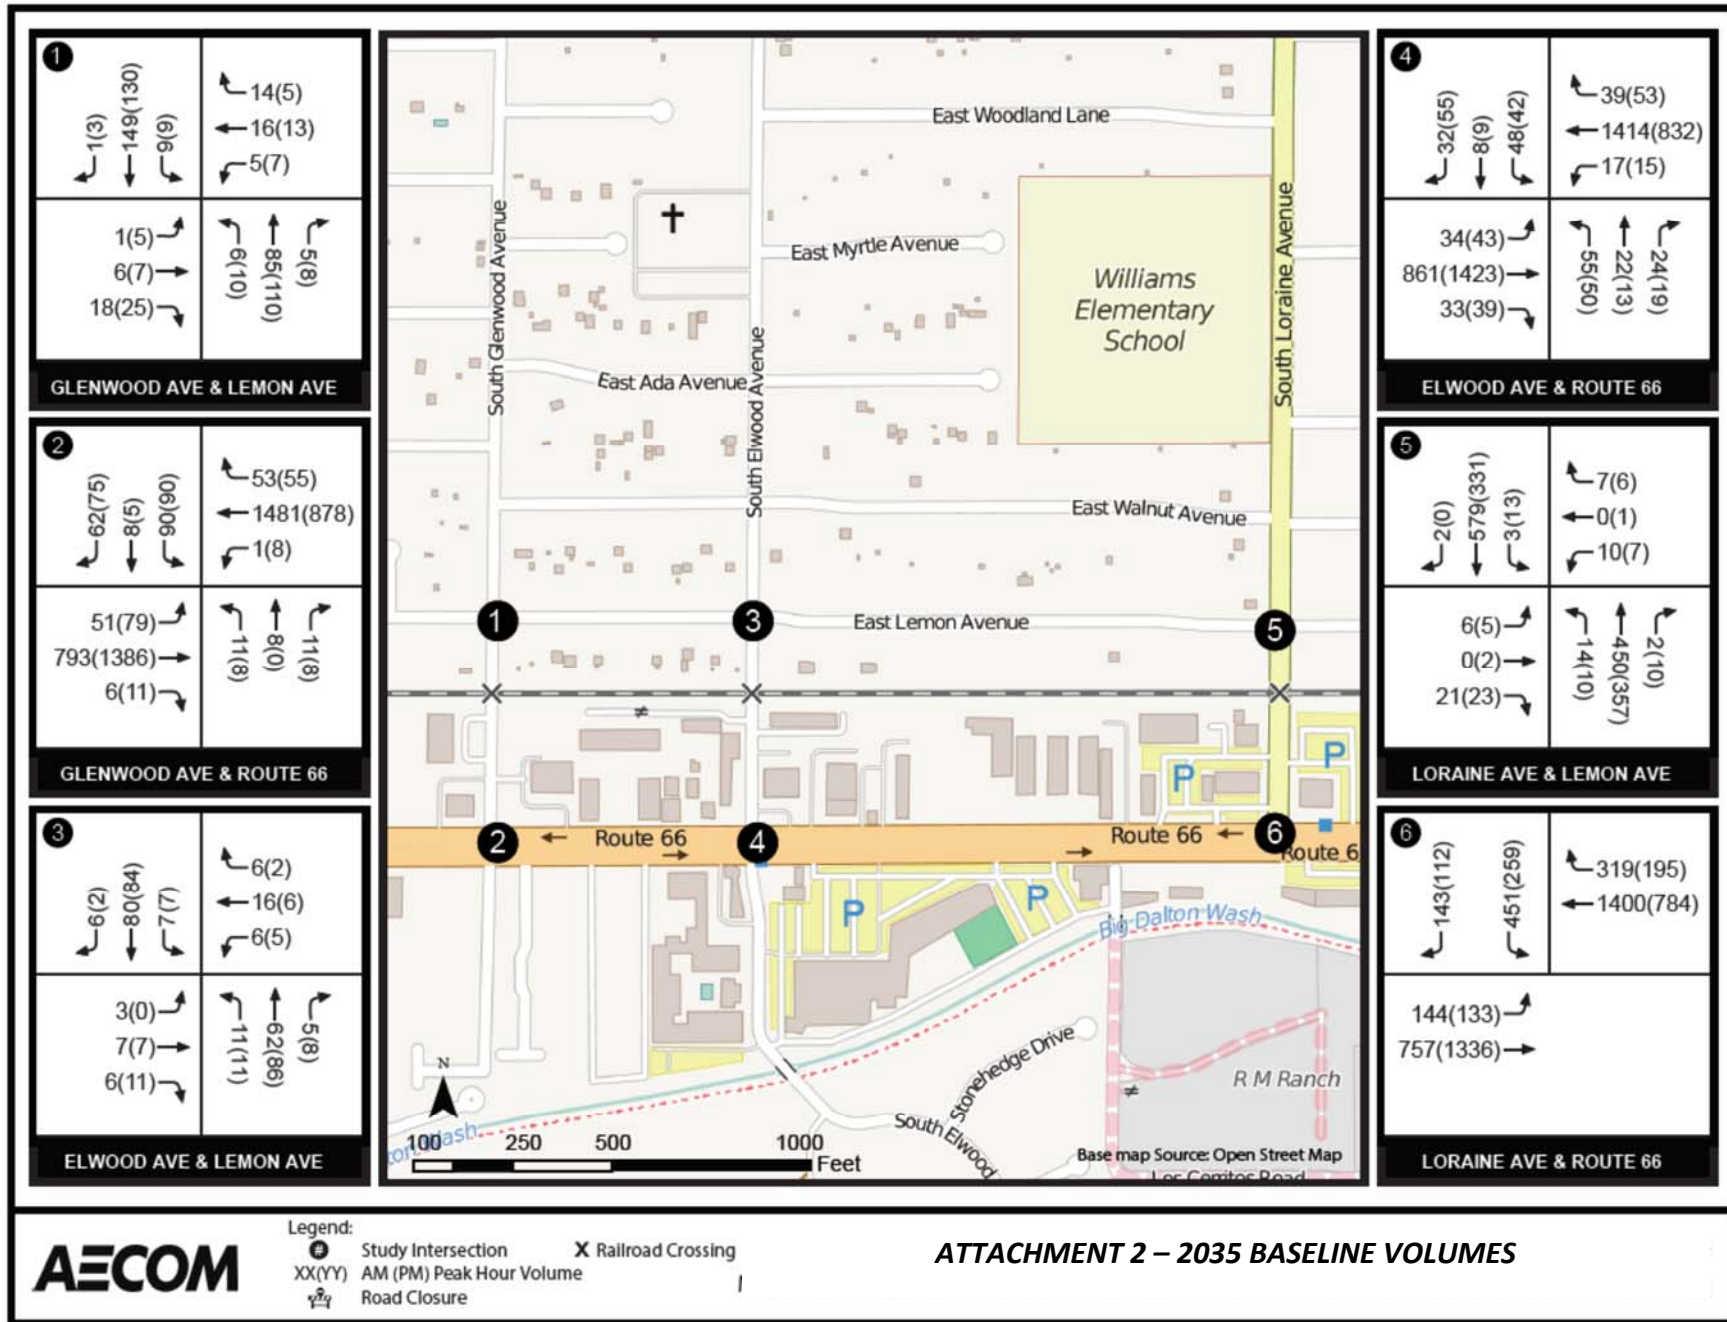 1
1(3)
149(130)
9(9)
14(5)
16(13)
5(7)
1(5)
6(7)
18(25)
6(10)
85(110)
5(8)
GLENWOOD AVE & LEMON AVE
2
62(75)
8(5)
90(90)
53(55)
1481(878)
1(8)
51(79)
793(1386)
6(11)
11(8)
8(0)
11(8)
GLENWOOD AVE & ROUTE 66
3
6(2)
80(84)
7(7)
6(2)
16(6)
6(5)
3(0)
7(7)
6(11)
11(11)
62(86)
5(8)
ELWOOD AVE & LEMON AVE
East Woodland Lane
South Glenwood Avenue
East Myrtle Avenue
Williams
Elementary
School
South Loraine Avenue
East Ada Avenue
South Elwood Avenue
East Walnut Avenue
1
3
East Lemon Avenue
5
P
P
2
Route 66
4
Route 66
6
Route 6
P
P
Big Dalton Wash
Stonehedge Drive
R M Ranch
N
South Elwood
ton Wash
100
250
500
1000
Feet
Base map Source: Open Street Map
Los Cerritos Road
4
32(55)
8(9)
48(42)
39(53)
1414(832)
17(15)
34(43)
861(1423)
33(39)
55(50)
22(13)
24(19)
ELWOOD AVE & ROUTE 66
5
2(0)
579(331)
3(13)
7(6)
0(1)
10(7)
6(5)
0(2)
21(23)
14(10)
450(357)
2(10)
LORAINE AVE & LEMON AVE
6
143(112)
451(259)
319(195)
1400(784)
144(133)
757(1336)
LORAINE AVE & ROUTE 66
AECOM
Legend:
# Study Intersection
X Railroad Crossing
XX(YY) AM (PM) Peak Hour Volume
Road Closure
ATTACHMENT 2 – 2035 BASELINE VOLUMES